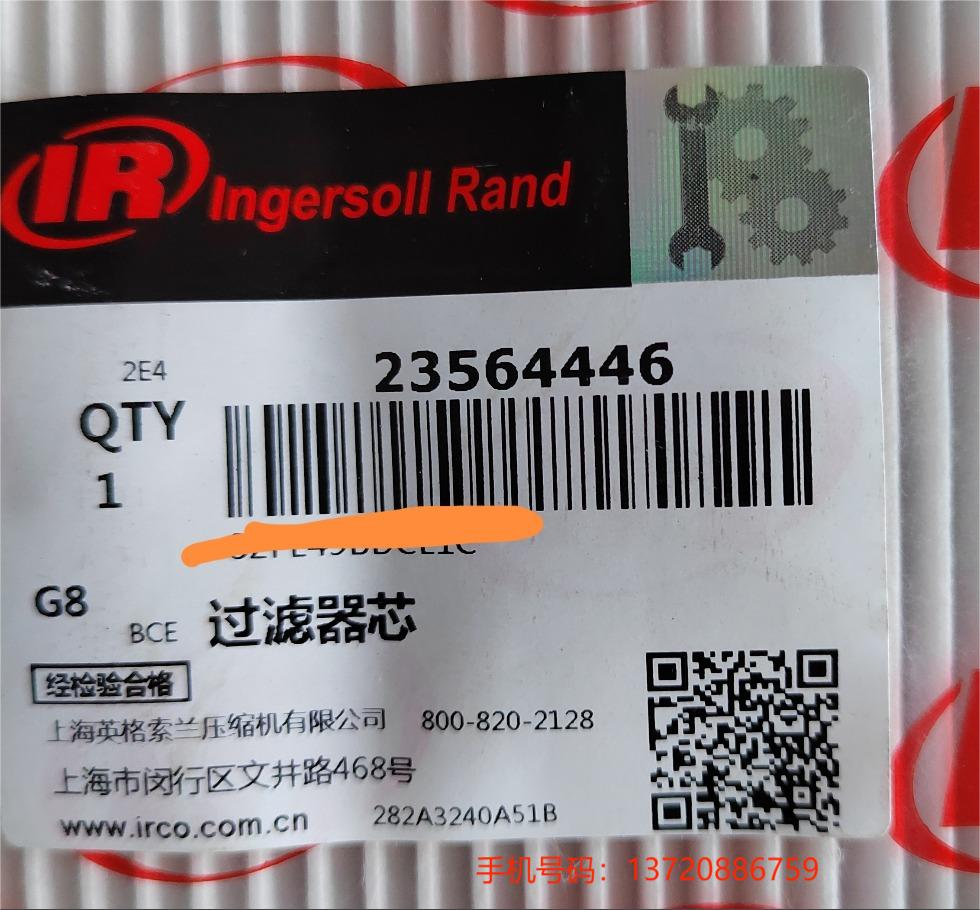 IR Ingersoll Rand
2E4
23564446
QTY
1
G8
BCE
过滤器芯
经检验合格
上海英格索兰压缩机有限公司 800-820-2128
上海市闵行区文井路468号
www.irco.com.cn
282A3240A51B
手机号码：13720886759